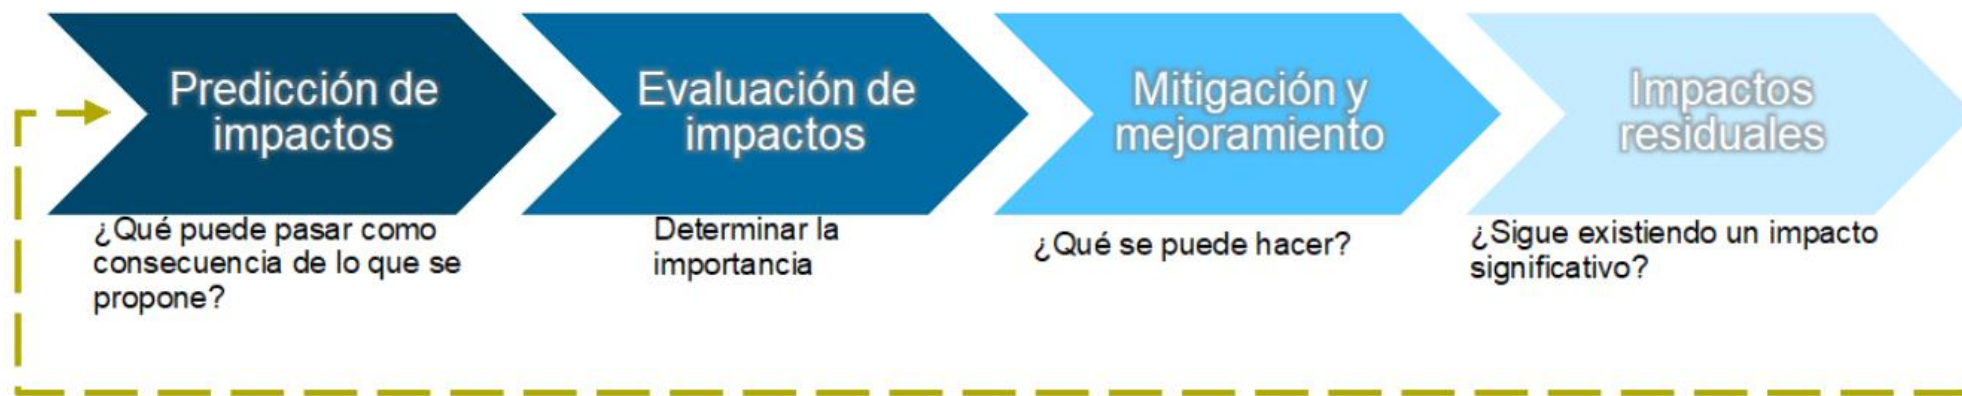 Predicción de
impactos
Evaluación de
impactos
Mitigación y
mejoramiento
Impactos
residuales
¿Qué puede pasar como
consecuencia de lo que se
propone?
Determinar la
importancia
¿Qué se puede hacer?
¿Sigue existiendo un impacto
significativo?